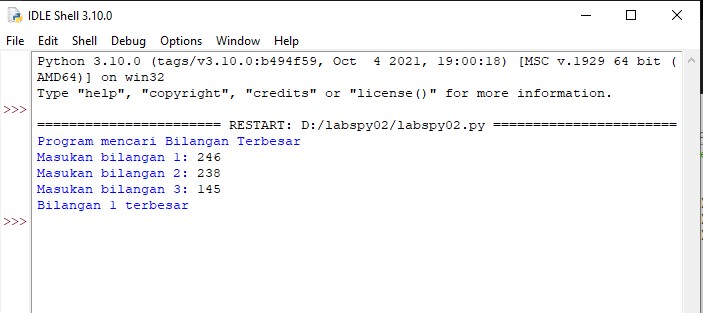 IDLE Shell 3.10.0
File Edit Shell Debug Options Window Help
Python 3.10.0 (tags/v3.10.0:b494f59, Oct  4 2021, 19:00:18) [MSC v.1929 64 bit (
AMD64)] on win32
Type "help", "copyright", "credits" or "license()" for more information.
>>>
======================= RESTART: D:/labspy02/labspy02.py =======================
Program mencari Bilangan Terbesar
Masukan bilangan 1: 246
Masukan bilangan 2: 238
Masukan bilangan 3: 145
Bilangan 1 terbesar
>>>